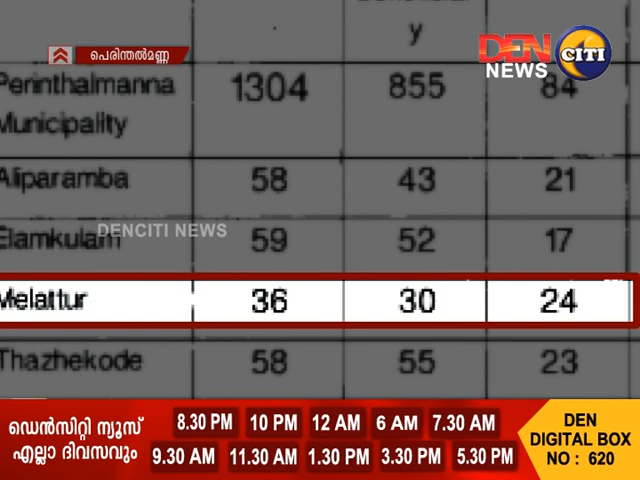 y
പെരിന്തൽമണ്ണ
DEN CITI
NEWS
Perinthalmanna 1304 855 84
Municipality
Aliparamba 58 43 21
DENCITI NEWS
Elamkulam 59 52 17
Melattur 36 30 24
Thazhekode 58 55 23
ഡെൻസിറ്റി ന്യൂസ്
എല്ലാ ദിവസവും
8.30 PM 10 PM 12 AM 6 AM 7.30 AM
9.30 AM 11.30 AM 1.30 PM 3.30 PM 5.30 PM
DEN
DIGITAL BOX
NO : 620